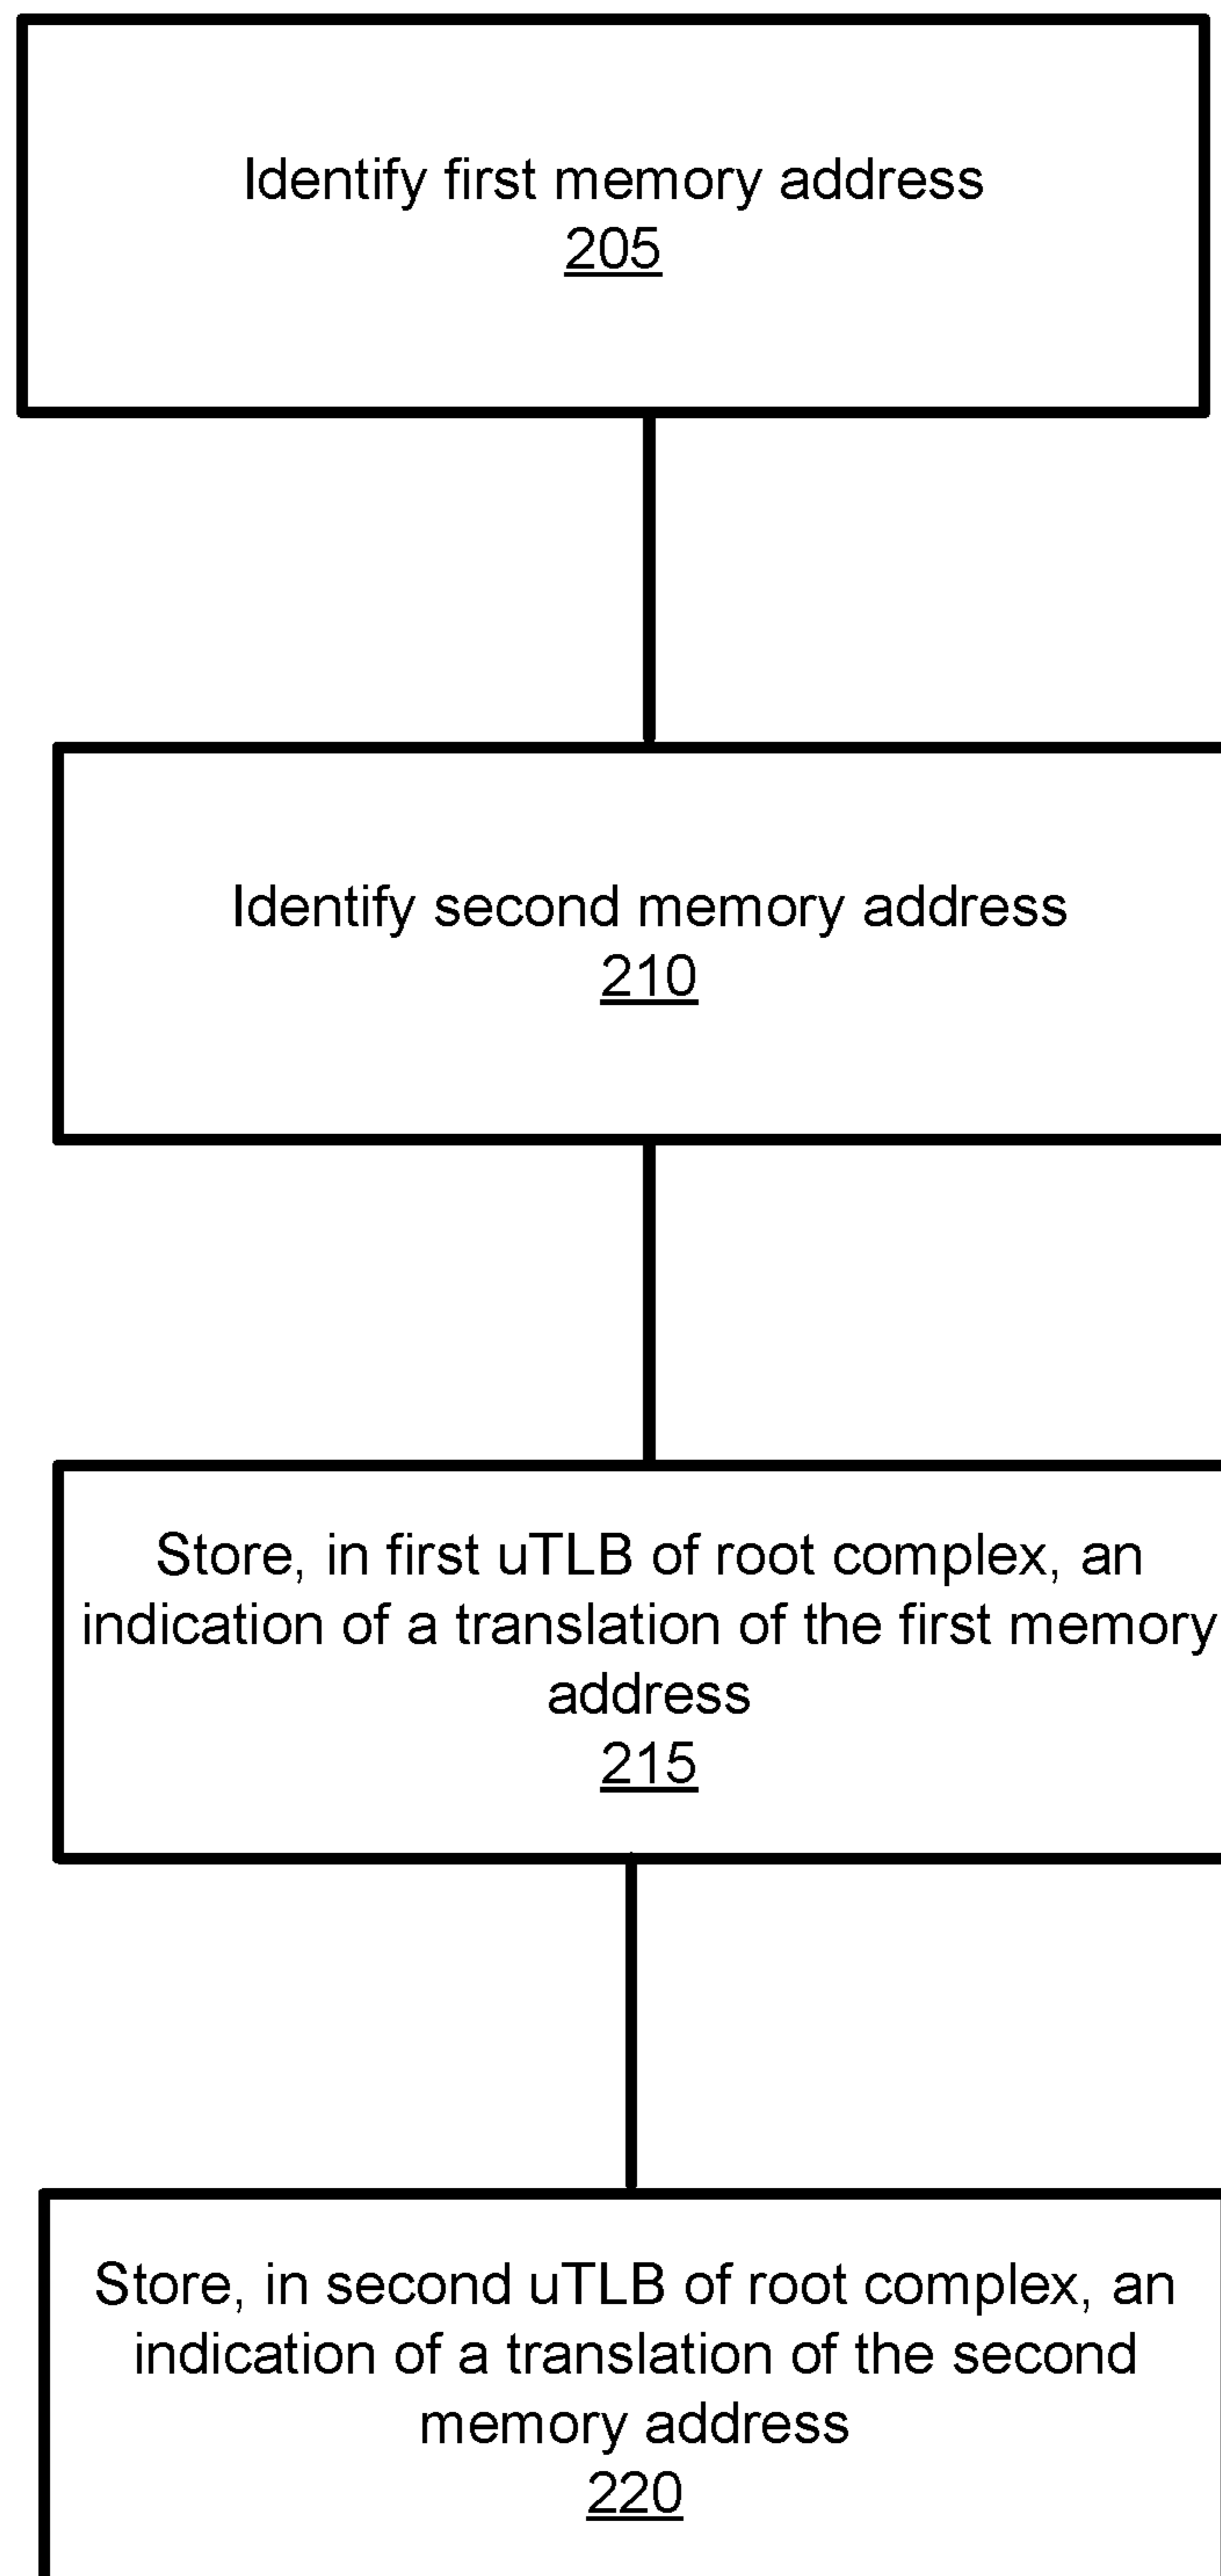 Identify first memory address
205
Identify second memory address
210
Store, in first uTLB of root complex, an
indication of a translation of the first memory
address
215
Store, in second uTLB of root complex, an
indication of a translation of the second
memory address
220